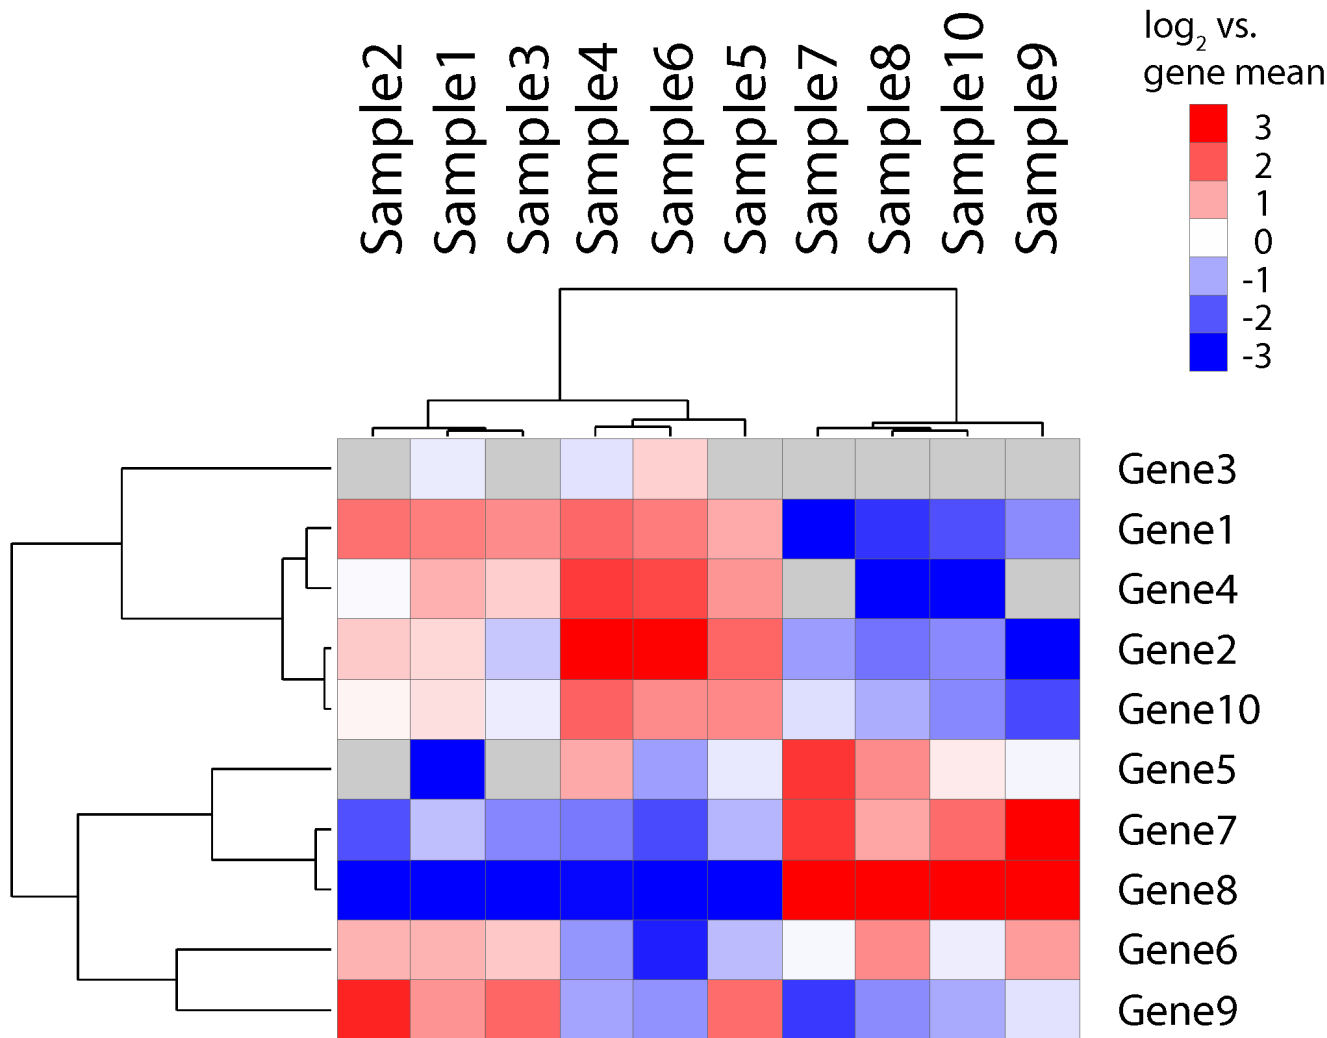 Sample2
Sample1
Sample3
Sample4
Sample6
Sample5
Sample7
Sample8
Sample10
Sample9
log₂ vs.
gene mean
3
2
1
0
-1
-2
-3
Gene3
Gene1
Gene4
Gene2
Gene10
Gene5
Gene7
Gene8
Gene6
Gene9